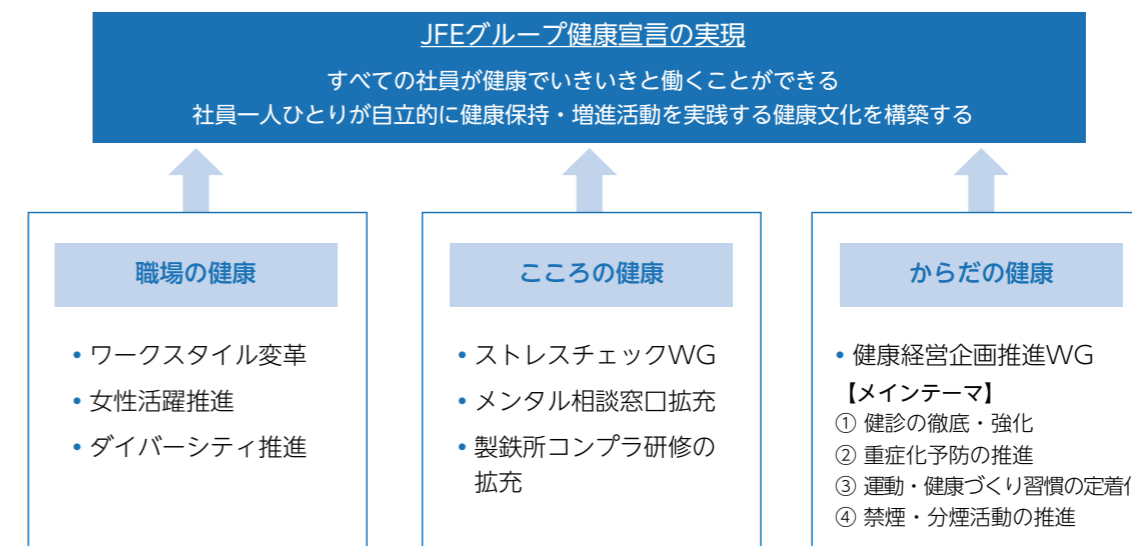 JFEグループ健康宣言の実現
すべての社員が健康でいきいきと働くことができる
社員一人ひとりが自立的に健康保持・増進活動を実践する健康文化を構築する
職場の健康
• ワークスタイル変革
• 女性活躍推進
• ダイバーシティ推進
こころの健康
• ストレスチェックWG
• メンタル相談窓口拡充
• 製鉄所コンプラ研修の
拡充
からだの健康
• 健康経営企画推進WG
【メインテーマ】
① 健診の徹底・強化
② 重症化予防の推進
③ 運動・健康づくり習慣の定着化
④ 禁煙・分煙活動の推進